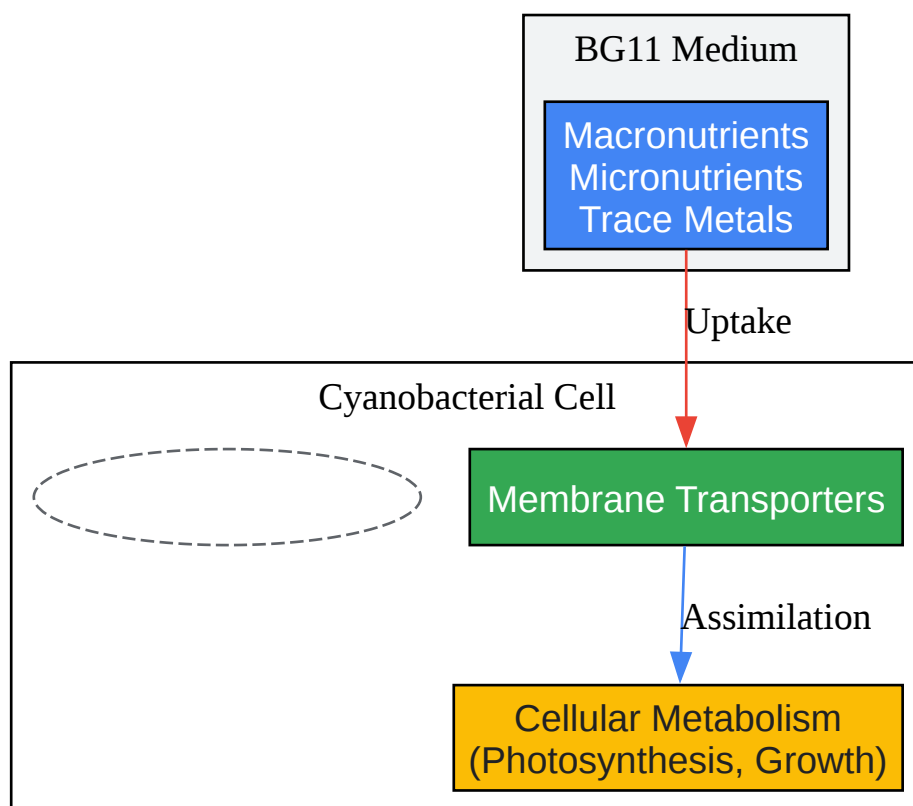 BG11 Medium
Macronutrients
Micronutrients
Trace Metals
Uptake
Cyanobacterial Cell
Membrane Transporters
Assimilation
Cellular Metabolism
(Photosynthesis, Growth)